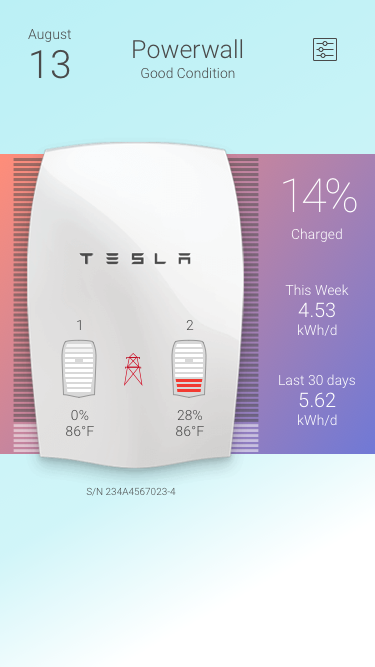 August
13
Powerwall
Good Condition
14%
Charged
TESLA
This Week
4.53
kWh/d
1
2
0%
86°F
28%
86°F
Last 30 days
5.62
kWh/d
S/N 234A4567023-4